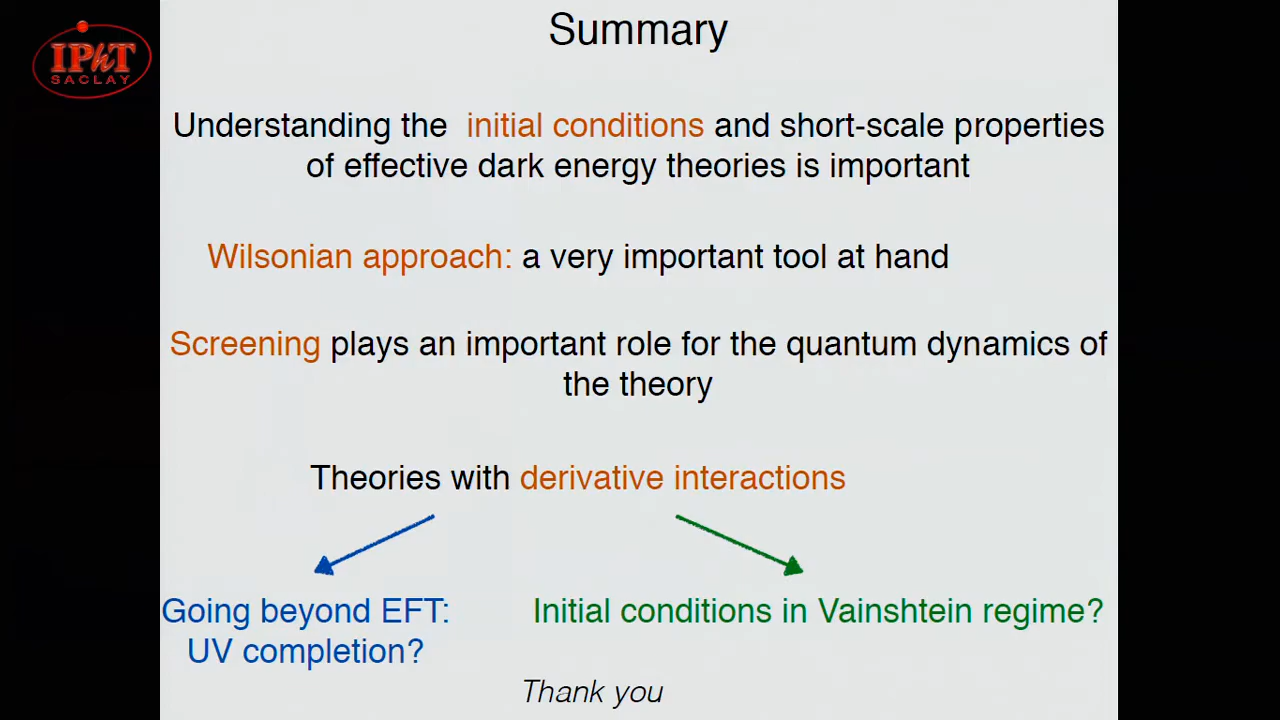 Summary
IPhT
SACLAY
Understanding the initial conditions and short-scale properties
of effective dark energy theories is important
Wilsonian approach: a very important tool at hand
Screening plays an important role for the quantum dynamics of
the theory
Theories with derivative interactions
Going beyond EFT:
UV completion?
Initial conditions in Vainshtein regime?
Thank you